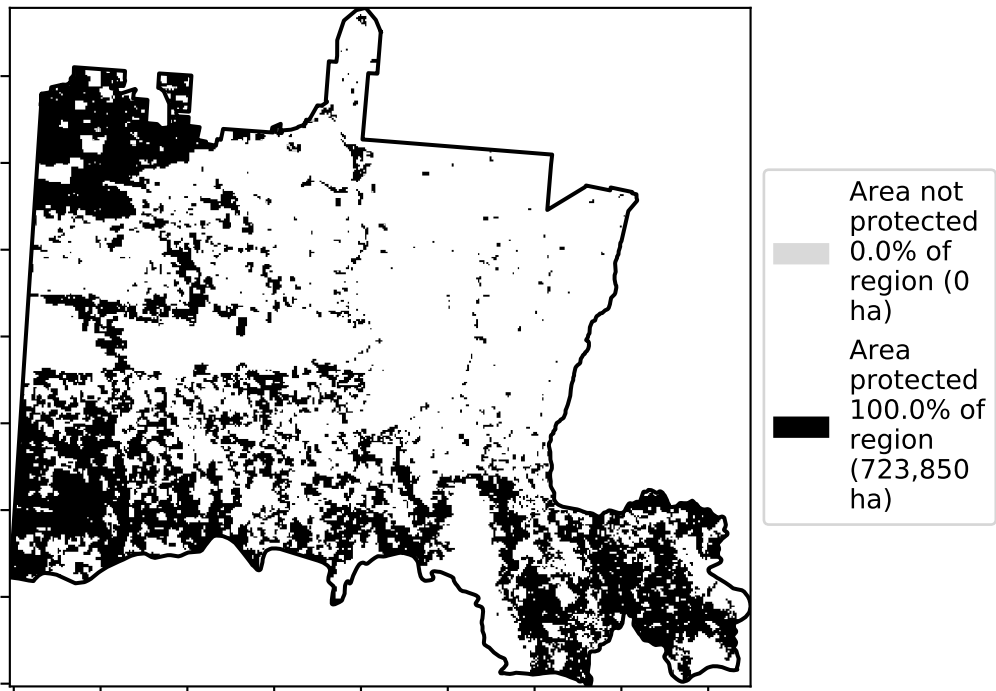 Area not
protected
0.0% of
region (0
ha)
Area
protected
100.0% of
region
(723,850
ha)